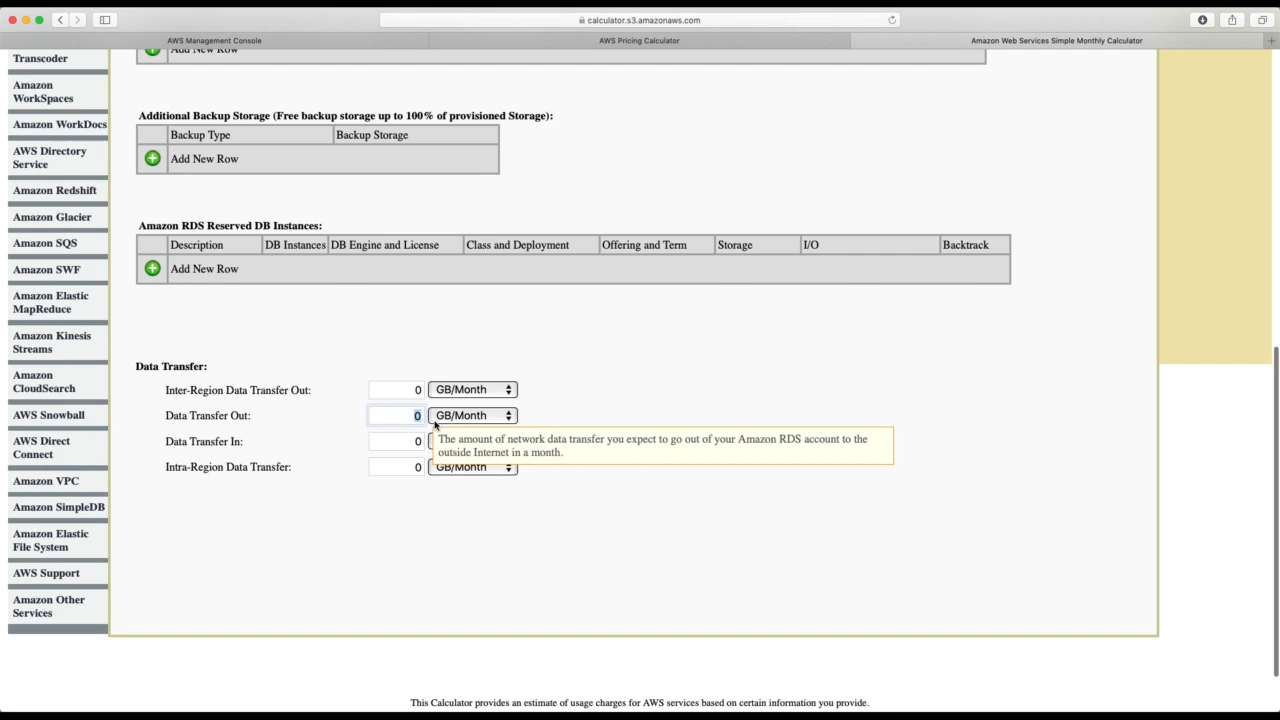 calculator.s3.amazonaws.com
AWS Management Console
AWS Pricing Calculator
Amazon Web Services Simple Monthly Calculator
Transcoder
Amazon
WorkSpaces
Amazon WorkDocs
AWS Directory
Service
Amazon Redshift
Amazon Glacier
Amazon SQS
Amazon SWF
Amazon Elastic
MapReduce
Amazon Kinesis
Streams
Amazon
CloudSearch
AWS Snowball
AWS Direct
Connect
Amazon VPC
Amazon SimpleDB
Amazon Elastic
File System
AWS Support
Amazon Other
Services
Add New Row
Additional Backup Storage (Free backup storage up to 100% of provisioned Storage):
Backup Type Backup Storage
Add New Row
Amazon RDS Reserved DB Instances:
Description DB Instances DB Engine and License Class and Deployment Offering and Term Storage I/O Backtrack
Add New Row
Data Transfer:
Inter-Region Data Transfer Out: 0 GB/Month
Data Transfer Out: 0 GB/Month
Data Transfer In: 0
The amount of network data transfer you expect to go out of your Amazon RDS account to the
outside Internet in a month.
Intra-Region Data Transfer: 0 GB/Month
This Calculator provides an estimate of usage charges for AWS services based on certain information you provide.